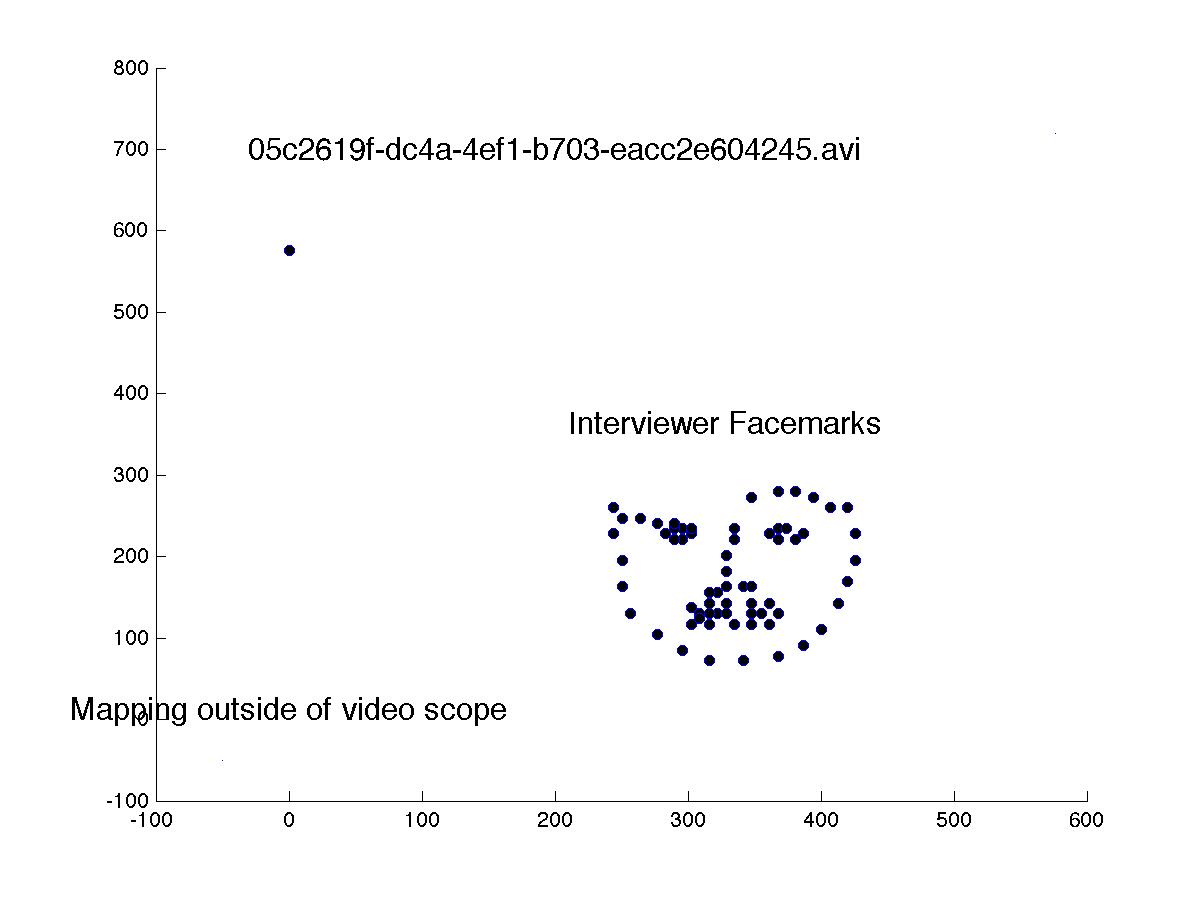 800
700
05c2619f-dc4a-4ef1-b703-eacc2e604245.avi
600
500
400
Interviewer Facemarks
300
200
100
Mapping outside of video scope
0
-100
-100 0 100 200 300 400 500 600